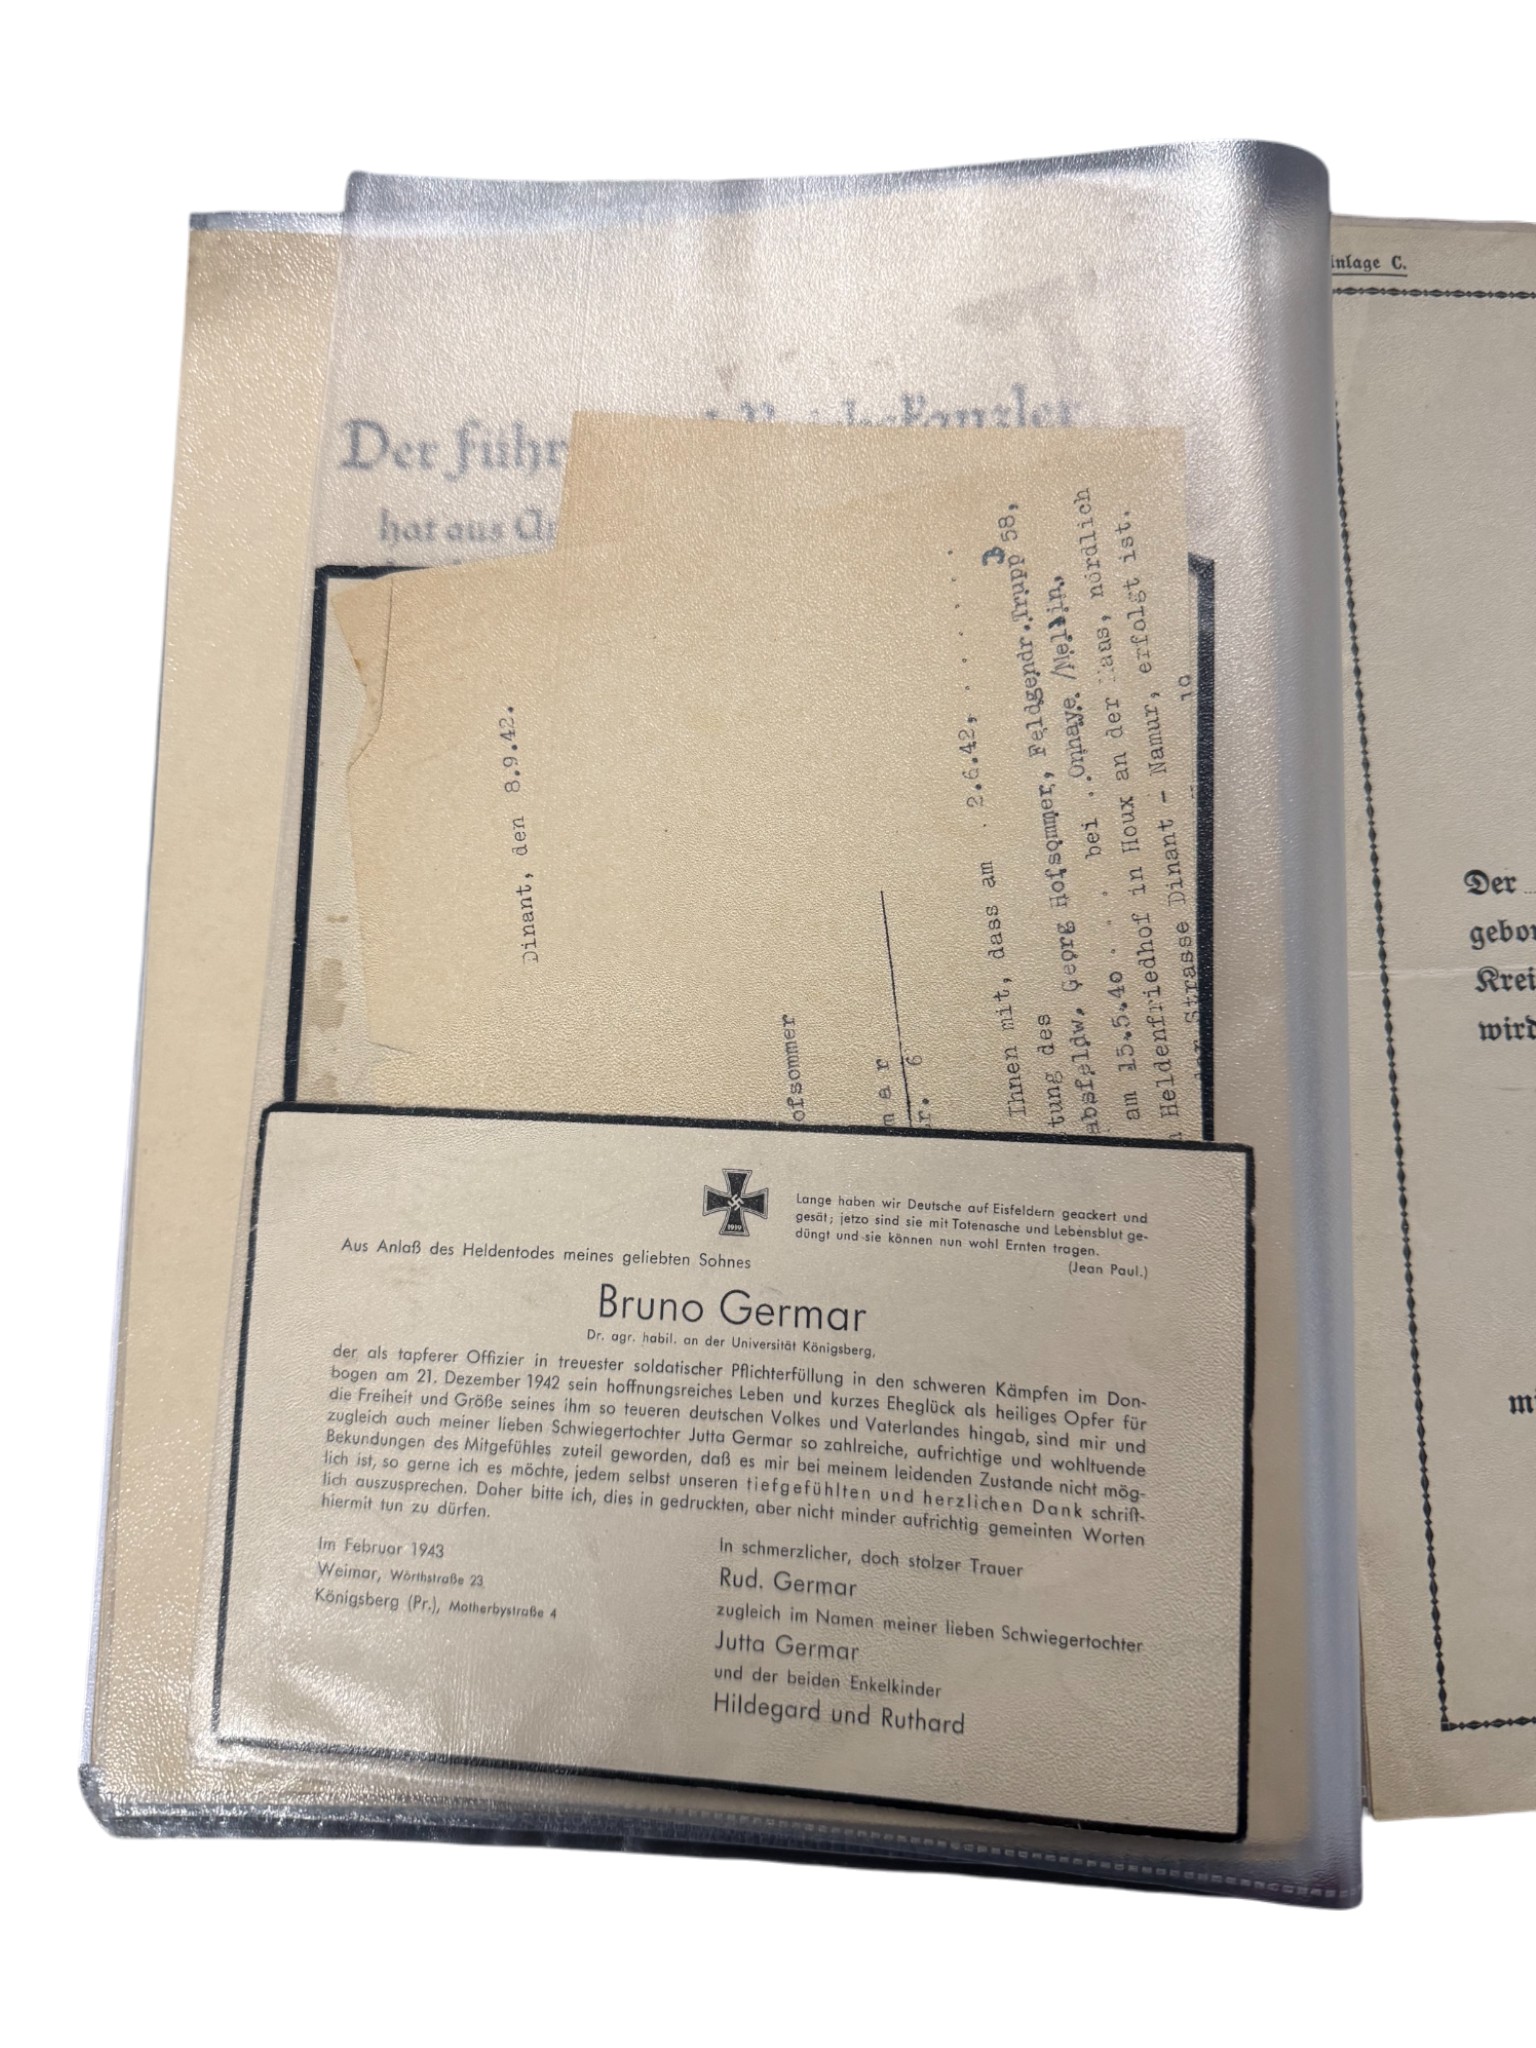 Der Führ
hat aus
Dinant, den 8.9.42.
ofsommer
m a r
r. 6
Ihnen mit, dass am . 2.6.42, . . . . . .
tung des
absfeldw. Georg Hofsommer, Feldgendr.Trupp B 58,
am 15.5.40 . . . bei . . Onhaye
Heldenfriedhof in Houx an der Maas, nördlich
der Strasse Dinant - Namur, erfolgt ist.
1939
Lange haben wir Deutsche auf Eisfeldern geackert und
gesät; jetzo sind sie mit Totenasche und Lebensblut ge-
düngt und sie können nun wohl Ernten tragen.
(Jean Paul.)
Aus Anlaß des Heldentodes meines geliebten Sohnes
Bruno Germar
Dr. agr. habil. an der Universität Königsberg,
der als tapferer Offizier in treuester soldatischer Pflichterfüllung in den schweren Kämpfen im Don-
bogen am 21. Dezember 1942 sein hoffnungsreiches Leben und kurzes Eheglück als heiliges Opfer für
die Freiheit und Größe seines ihm so teueren deutschen Volkes und Vaterlandes hingab, sind mir und
zugleich auch meiner lieben Schwiegertochter Jutta Germar so zahlreiche, aufrichtige und wohltuende
Bekundungen des Mitgefühles zuteil geworden, daß es mir bei meinem leidenden Zustande nicht mög-
lich ist, so gerne ich es möchte, jedem selbst unseren tiefgefühlten und herzlichen Dank schrift-
lich auszusprechen. Daher bitte ich, dies in gedruckten, aber nicht minder aufrichtig gemeinten Worten
hiermit tun zu dürfen.
Im Februar 1943
Weimar, Wörthstraße 23
Königsberg (Pr.), Motherbystraße 4
In schmerzlicher, doch stolzer Trauer
Rud. Germar
zugleich im Namen meiner lieben Schwiegertochter
Jutta Germar
und der beiden Enkelkinder
Hildegard und Ruthard
inlage C.
Der
gebor
Krei
wird
mi